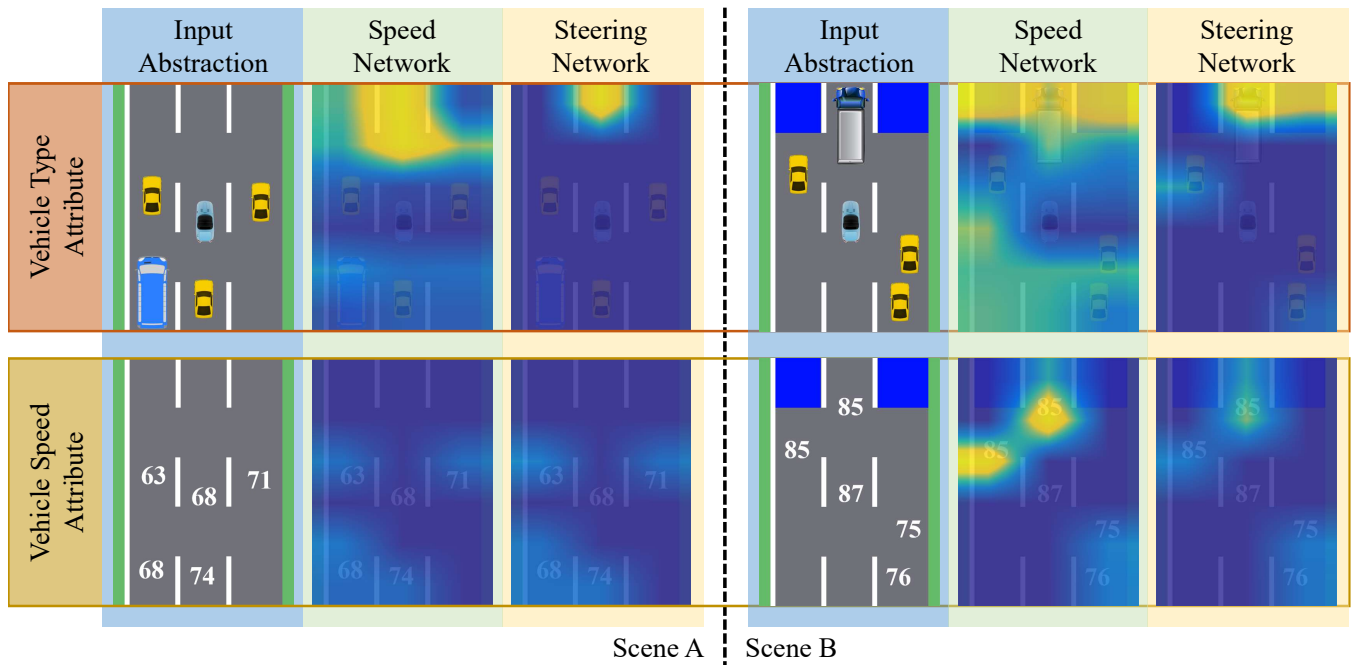 Input
Abstraction
Speed
Network
Steering
Network
Input
Abstraction
Speed
Network
Steering
Network
Vehicle Type
Attribute
Vehicle Speed
Attribute
63
71
68
68
74
63
71
68
68
74
63
71
68
68
74
85
85
87
75
76
85
85
87
75
76
85
85
87
75
76
Scene A
Scene B